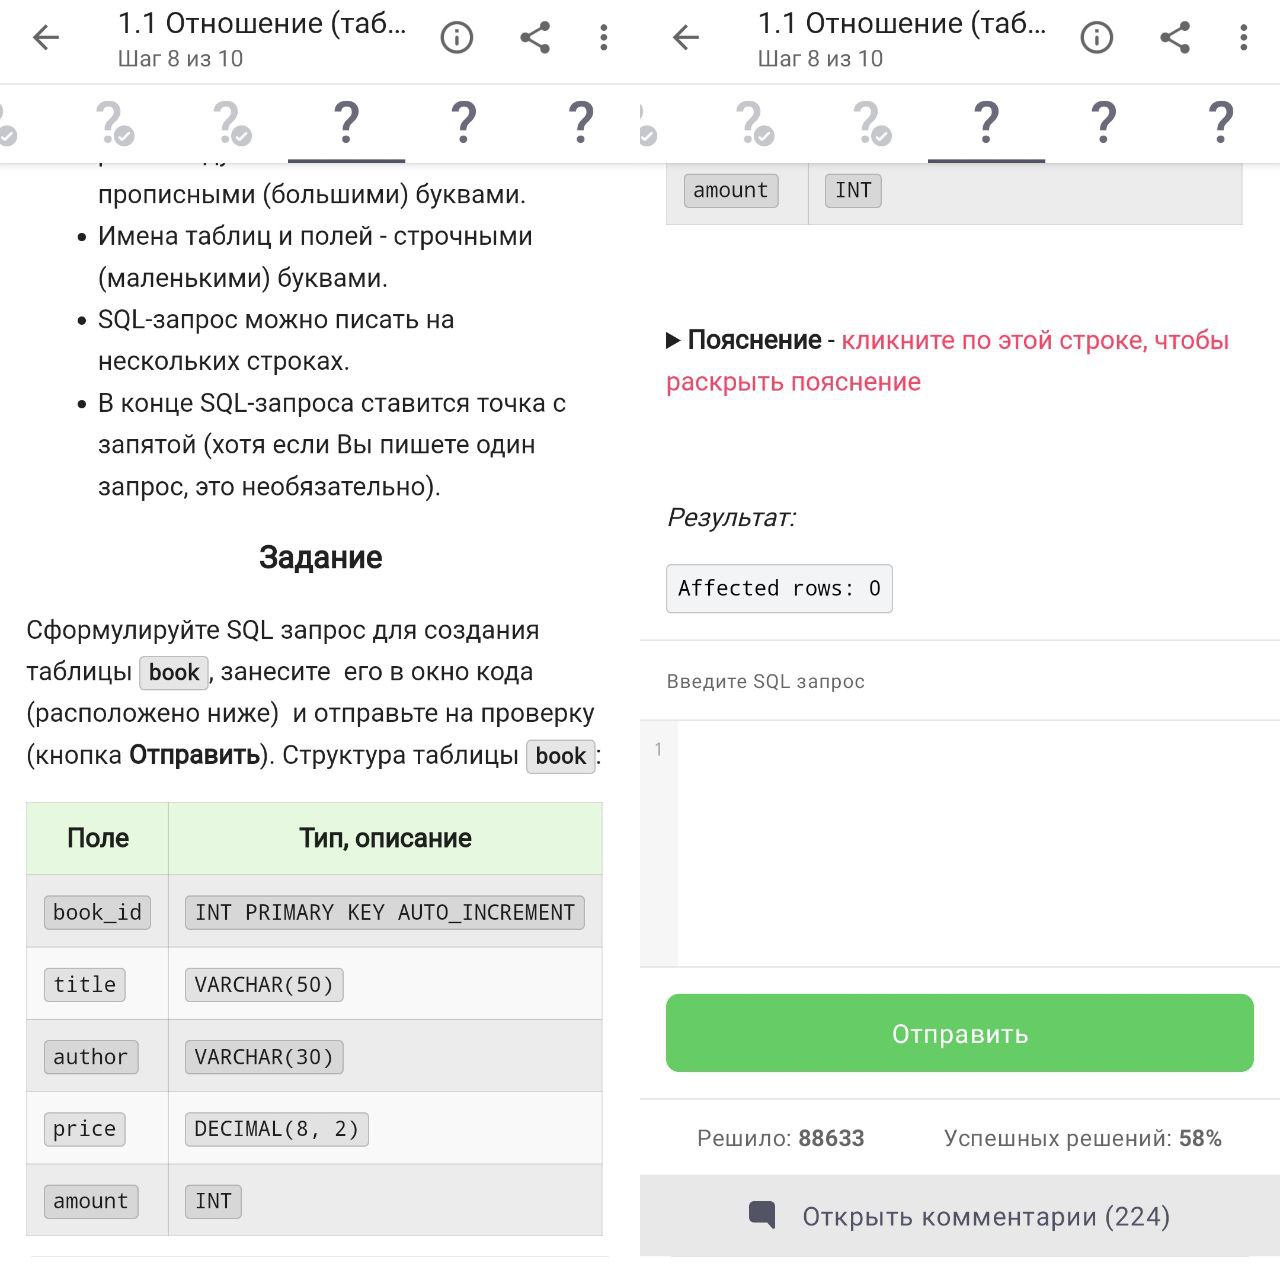 1.1 Отношение (таб...
Шаг 8 из 10
прописными (большими) буквами.
Имена таблиц и полей - строчными
(маленькими) буквами.
SQL-запрос можно писать на
нескольких строках.
В конце SQL-запроса ставится точка с
запятой (хотя если Вы пишете один
запрос, это необязательно).
Задание
Сформулируйте SQL запрос для создания
таблицы book, занесите его в окно кода
(расположено ниже) и отправьте на проверку
(кнопка Отправить). Структура таблицы book:
Поле Тип, описание
book_id INT PRIMARY KEY AUTO_INCREMENT
title VARCHAR(50)
author VARCHAR(30)
price DECIMAL(8, 2)
amount INT
1.1 Отношение (таб...
Шаг 8 из 10
amount INT
Пояснение - кликните по этой строке, чтобы
раскрыть пояснение
Результат:
Affected rows: 0
Введите SQL запрос
1
Отправить
Решило: 88633 Успешных решений: 58%
Открыть комментарии (224)